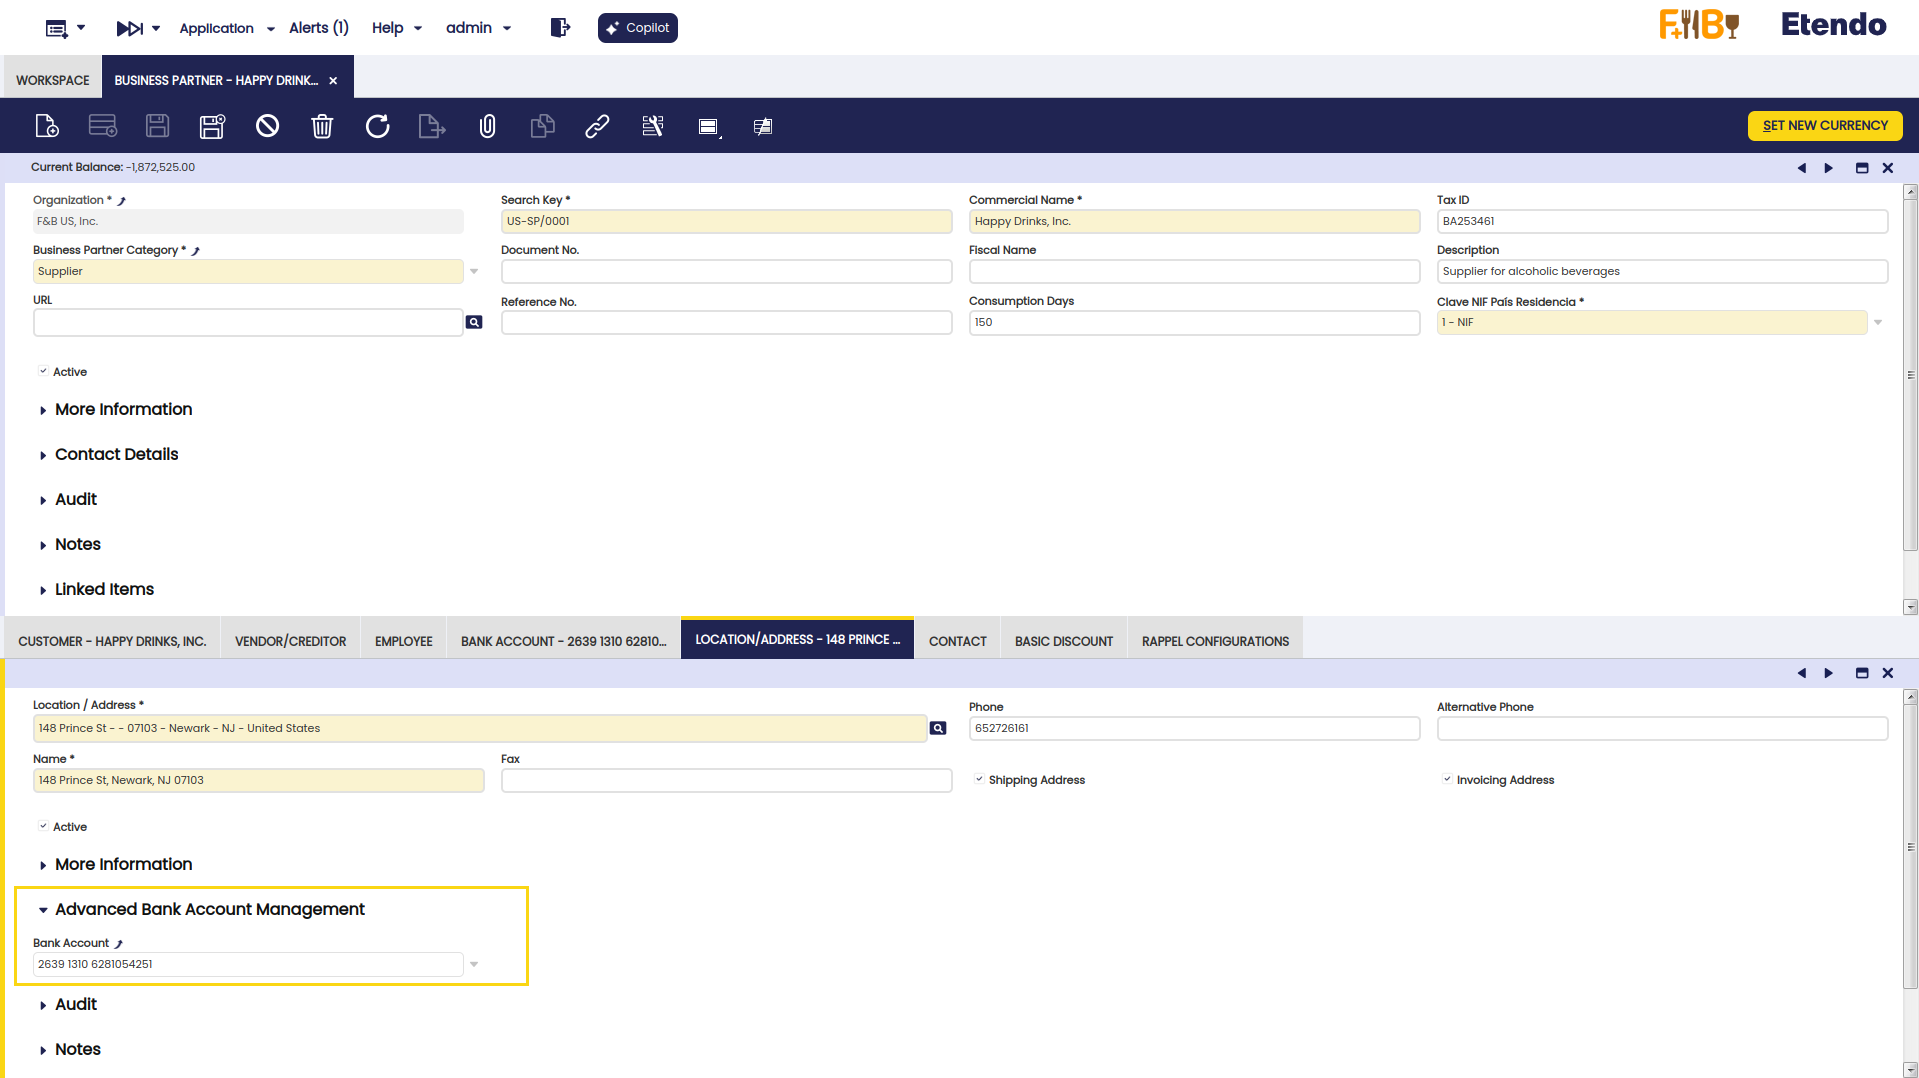 Application
Alerts (1)
Help
admin
Copilot
F&B
Etendo
WORKSPACE
BUSINESS PARTNER - HAPPY DRINK...
SET NEW CURRENCY
Current Balance: -1,872,525.00
Organization *
Search Key *
Commercial Name *
Tax ID
F&B US, Inc.
US-SP/0001
Happy Drinks, Inc.
BA253461
Business Partner Category *
Document No.
Fiscal Name
Description
Supplier
Supplier for alcoholic beverages
URL
Reference No.
Consumption Days
Clave NIF País Residencia *
150
1 - NIF
Active
More Information
Contact Details
Audit
Notes
Linked Items
CUSTOMER - HAPPY DRINKS, INC.
VENDOR/CREDITOR
EMPLOYEE
BANK ACCOUNT - 2639 1310 62810...
LOCATION/ADDRESS - 148 PRINCE ...
CONTACT
BASIC DISCOUNT
RAPPEL CONFIGURATIONS
Location / Address *
Phone
Alternative Phone
148 Prince St - - 07103 - Newark - NJ - United States
652726161
Name *
Fax
148 Prince St, Newark, NJ 07103
Shipping Address
Invoicing Address
Active
More Information
Advanced Bank Account Management
Bank Account
2639 1310 6281054251
Audit
Notes